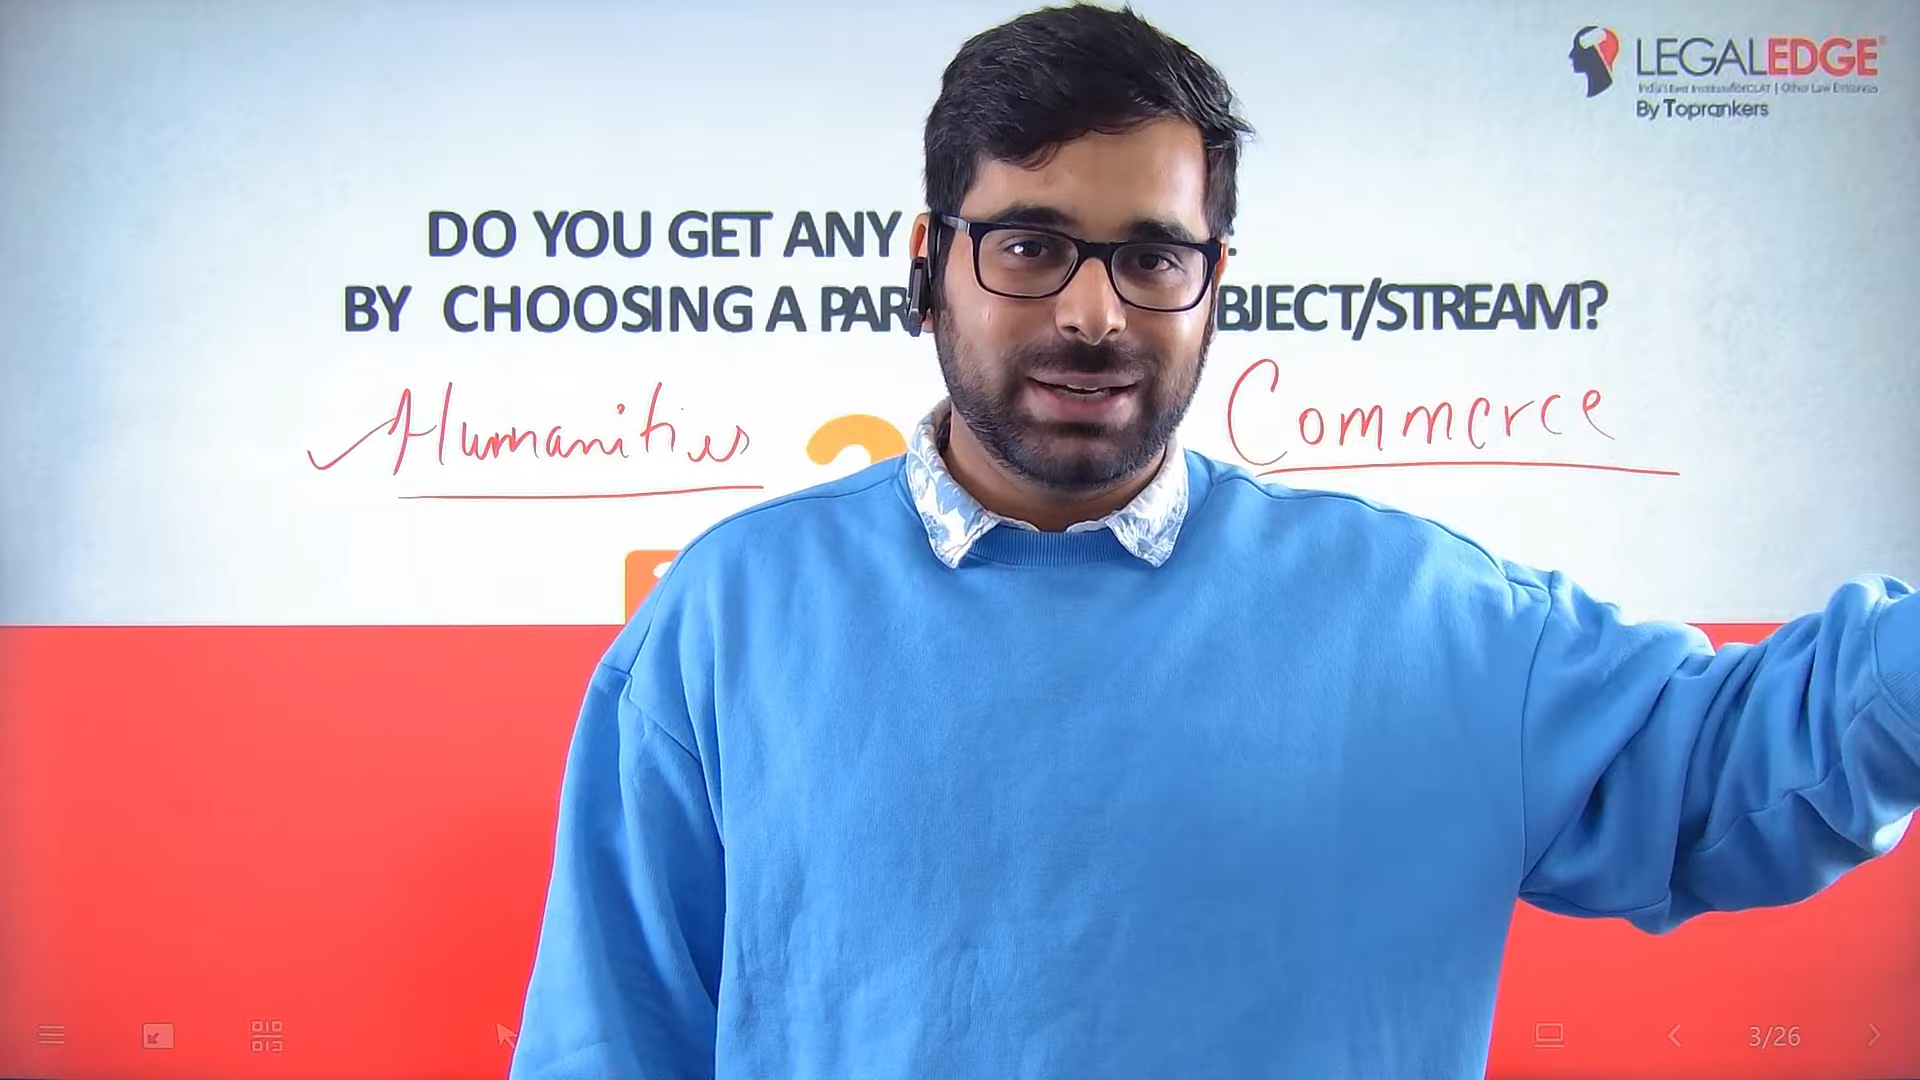 LEGALEDGE
By Toprankers
DO YOU GET ANY
BY CHOOSING A PAR BJECT/STREAM?
Humanities Commerce
3/26